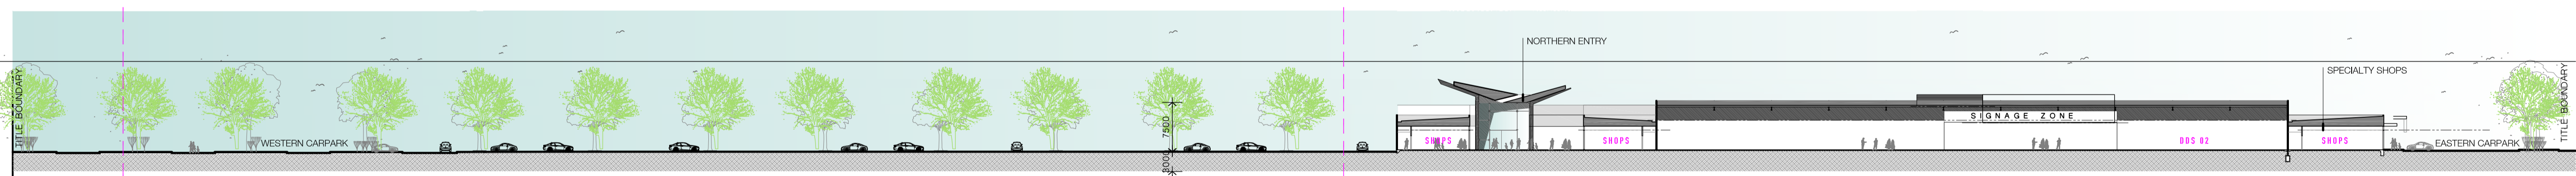 TITLE BOUNDARY
WESTERN CARPARK
7500
3000
NORTHERN ENTRY
SHOPS
SHOPS
SIGNAGE ZONE
DDS 02
SPECIALTY SHOPS
SHOPS
EASTERN CARPARK
TITLE BOUNDARY